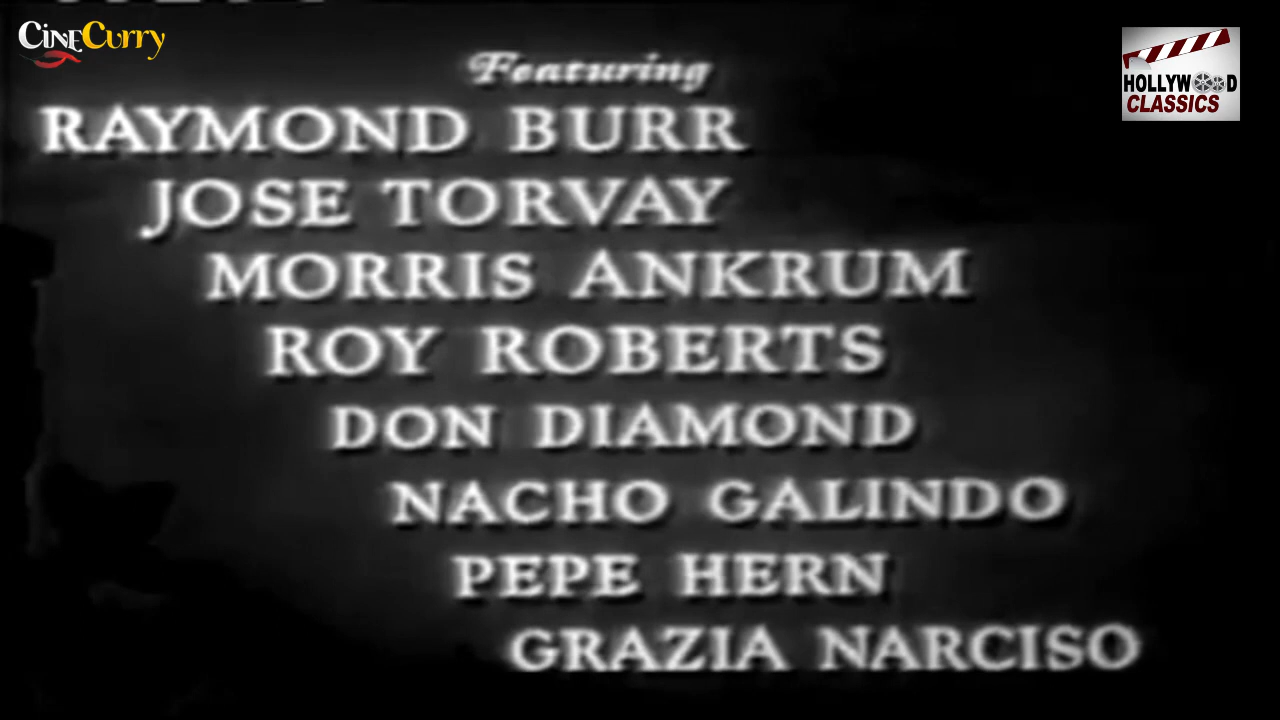 CINECURRY
HOLLYWOOD
CLASSICS
Featuring
RAYMOND BURR
JOSE TORVAY
MORRIS ANKRUM
ROY ROBERTS
DON DIAMOND
NACHO GALINDO
PEPE HERN
GRAZIA NARCISO